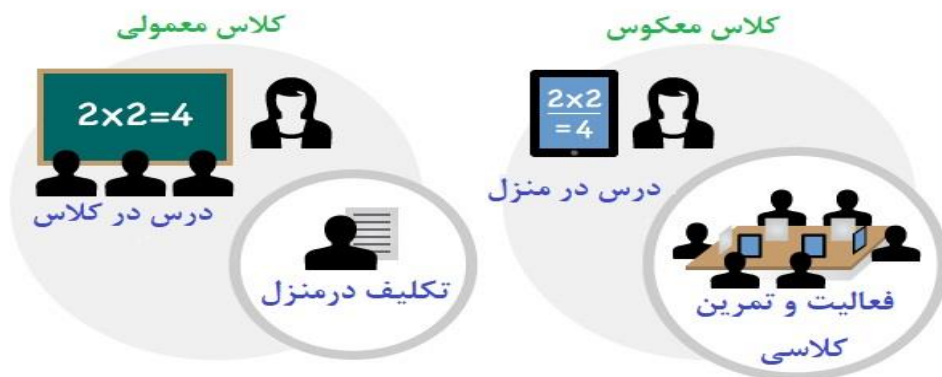 کلاس معکوس
2x2
= 4
درس در منزل
فعالیت و تمرین
کلاسی
کلاس معمولی
2x2=4
درس در کلاس
تکلیف درمنزل